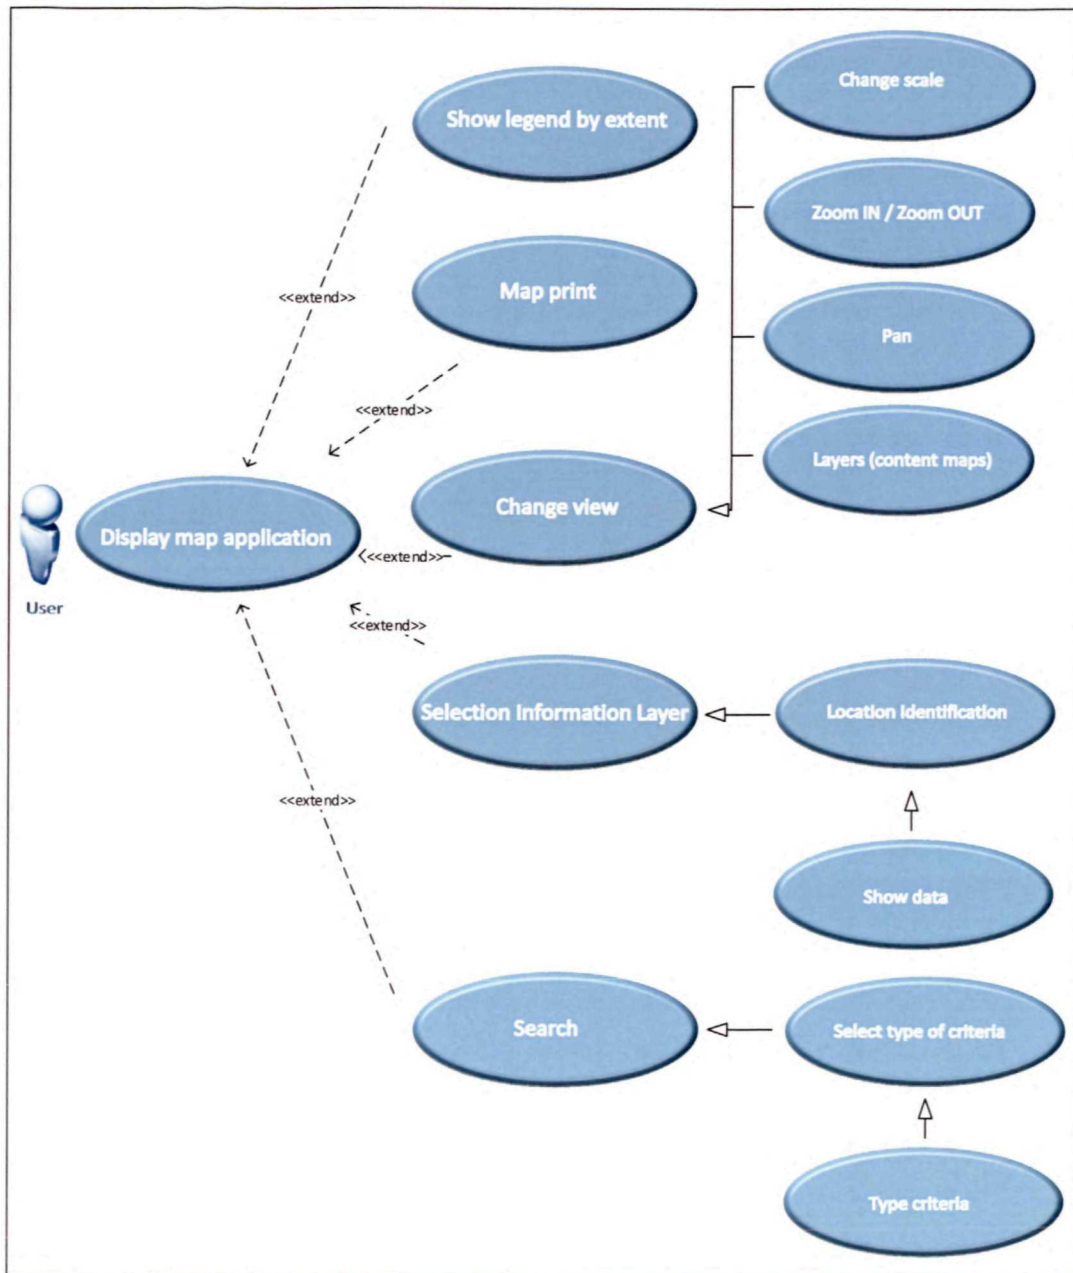 Change scale
Show legend by extent
Zoom IN / Zoom OUT
<<extend>>
Map print
Pan
<<extend>>
Layers (content maps)
Change view
Display map application
<<extend>>
User
<<extend>>
Selection Information Layer
Location Identification
<<extend>>
Show data
Search
Select type of criteria
Type criteria